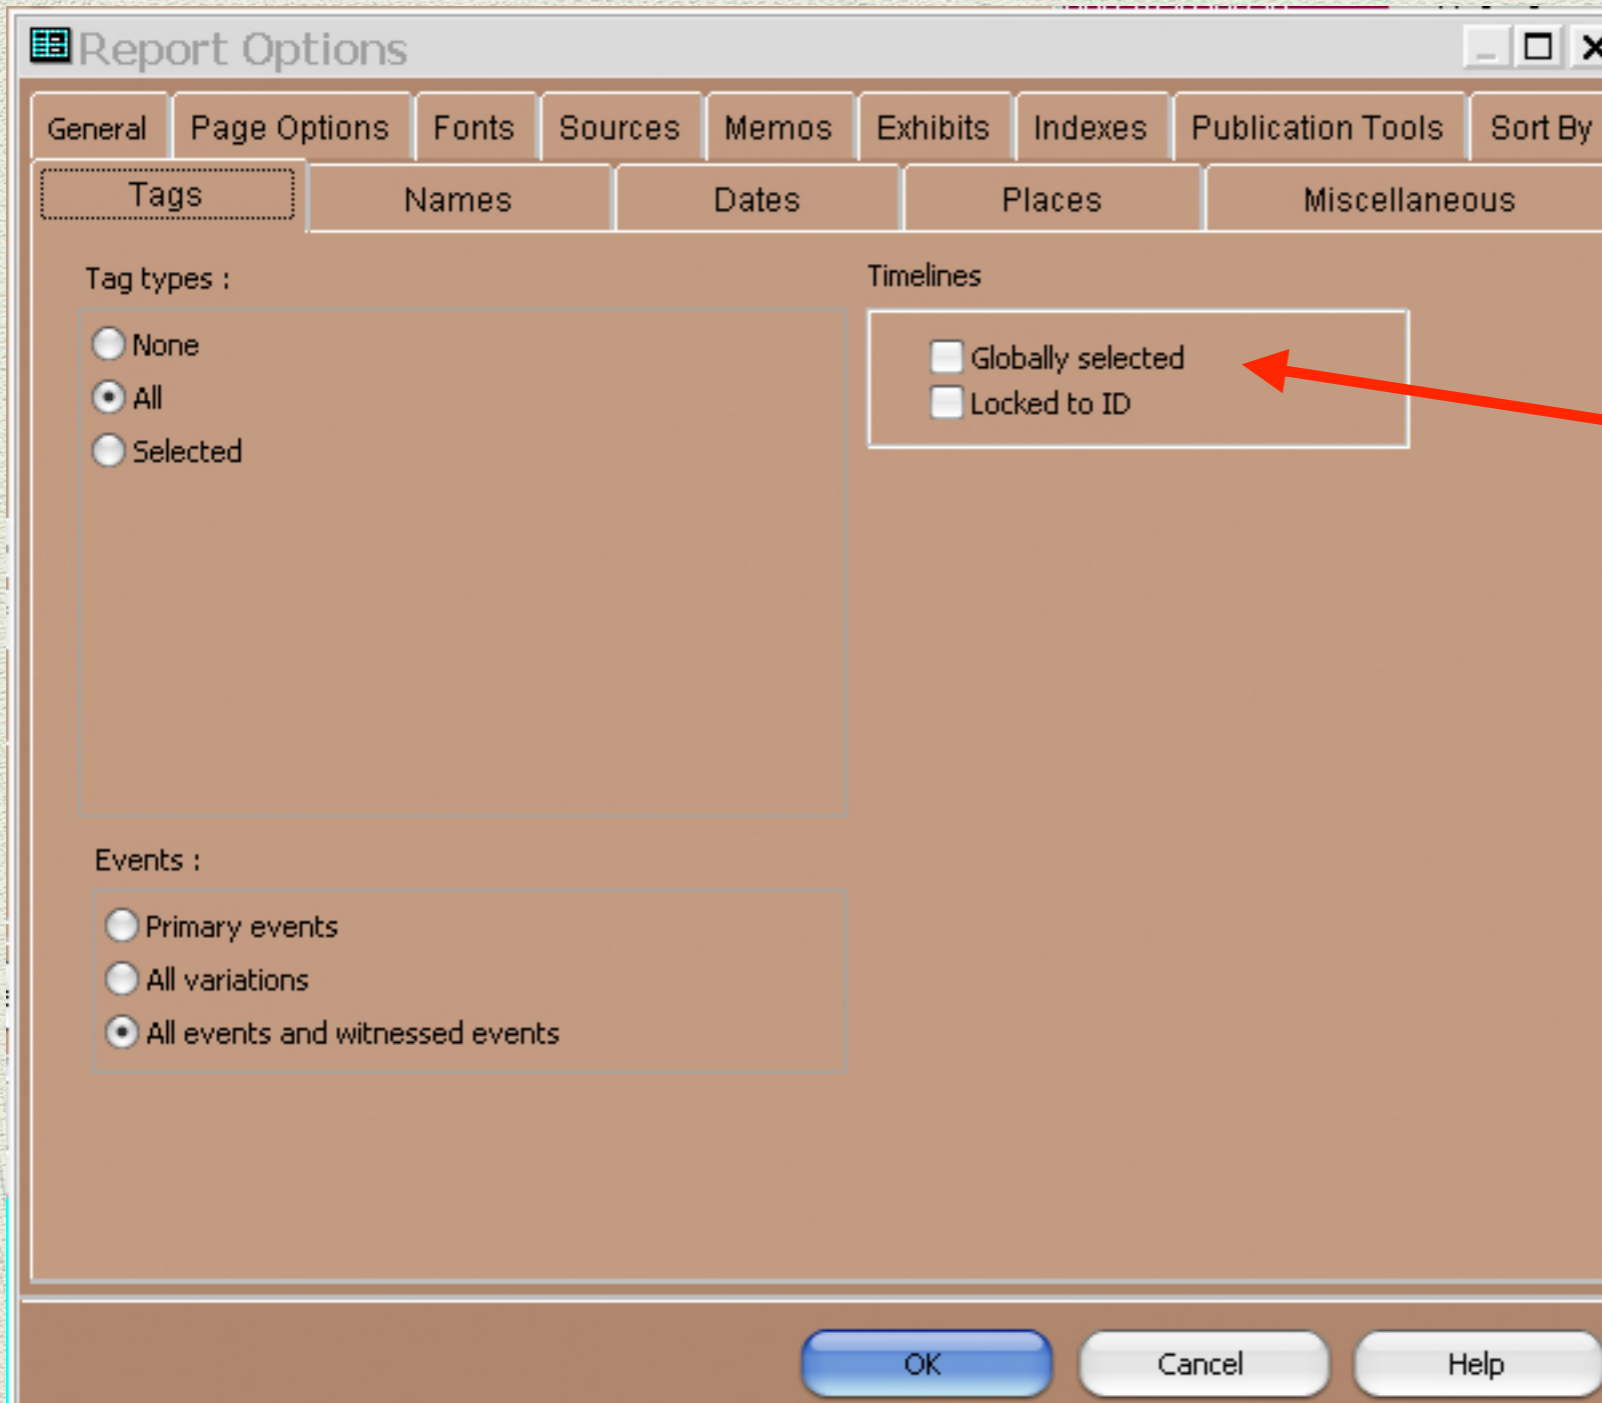 Report Options
General Page Options Fonts Sources Memos Exhibits Indexes Publication Tools Sort By
Tags Names Dates Places Miscellaneous
Tag types :
None
All
Selected
Timelines
Globally selected
Locked to ID
Events :
Primary events
All variations
All events and witnessed events
OK Cancel Help